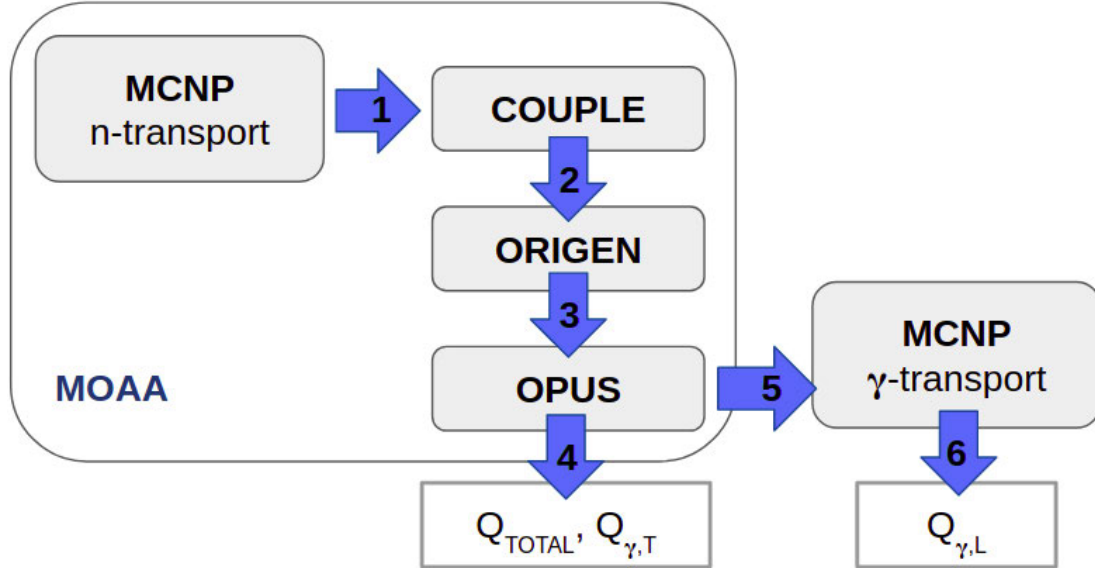 MCNP
n-transport
1
COUPLE
2
ORIGEN
3
MOAA
OPUS
5
MCNP
γ-transport
4
6
Q_TOTAL, Q_γ,T
Q_γ,L